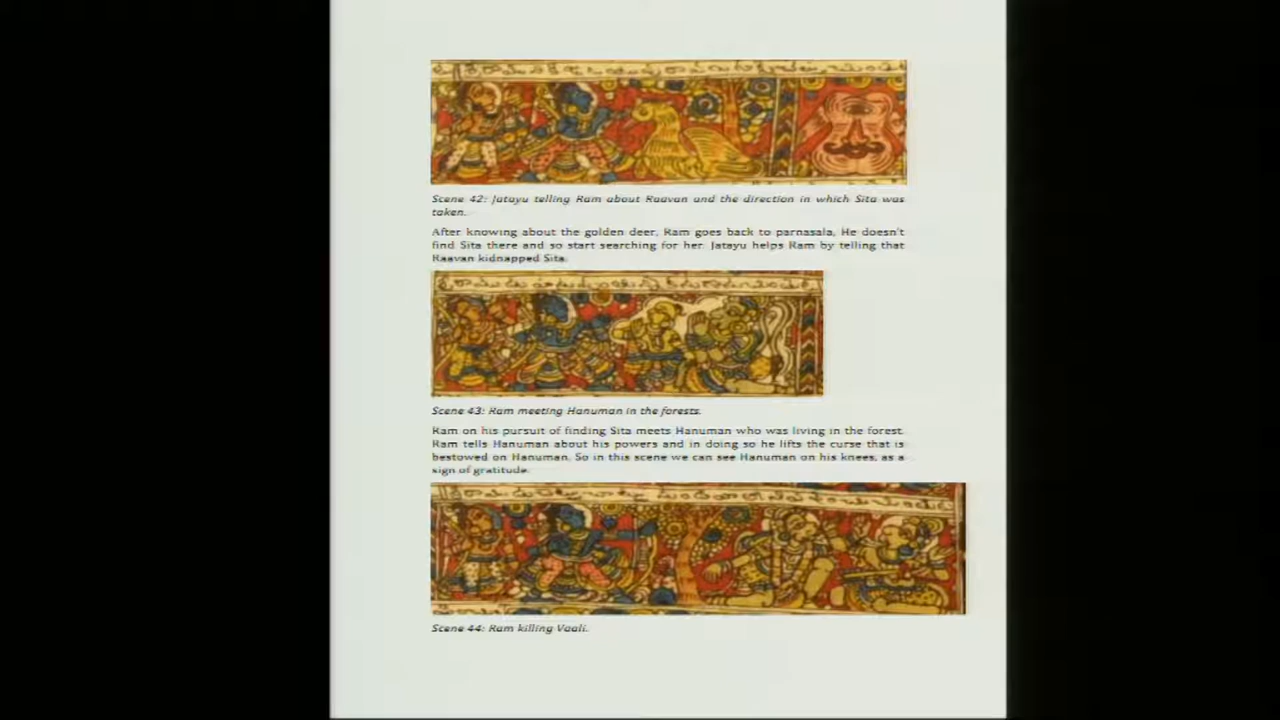 Scene 42: Jatayu telling Ram about Raavan and the direction in which Sita was
taken.
After knowing about the golden deer, Ram goes back to parnasala, He doesn't
find Sita there and so start searching for her. Jatayu helps Ram by telling that
Raavan kidnapped Sita.
Scene 43: Ram meeting Hanuman in the forests.
Ram on his pursuit of finding Sita meets Hanuman who was living in the forest.
Ram tells Hanuman about his powers and in doing so he lifts the curse that is
bestowed on Hanuman. So in this scene we can see Hanuman on his knees, as a
sign of gratitude.
Scene 44: Ram killing Vaali.